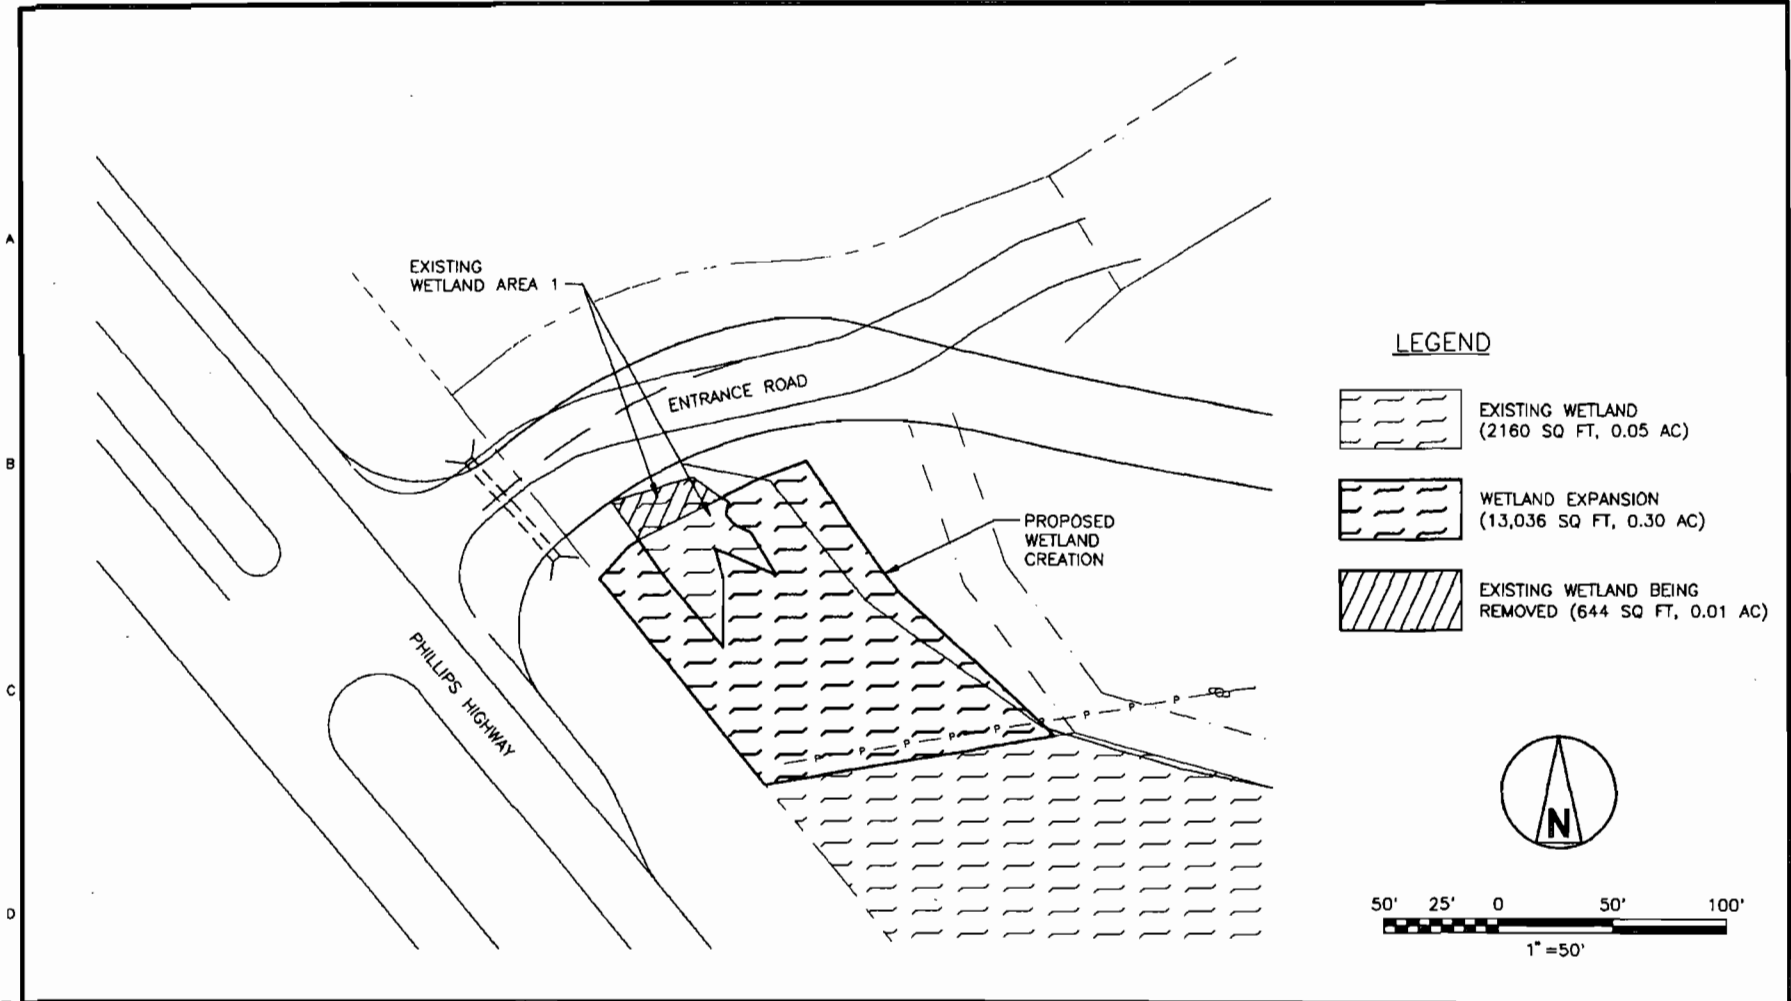 A
B
C
D
EXISTING
WETLAND AREA 1
ENTRANCE ROAD
PROPOSED
WETLAND
CREATION
PHILLIPS HIGHWAY
P P P P P P P P P
LEGEND
EXISTING WETLAND
(2160 SQ FT, 0.05 AC)
WETLAND EXPANSION
(13,036 SQ FT, 0.30 AC)
EXISTING WETLAND BEING
REMOVED (644 SQ FT, 0.01 AC)
N
50' 25' 0 50' 100'
1"=50'